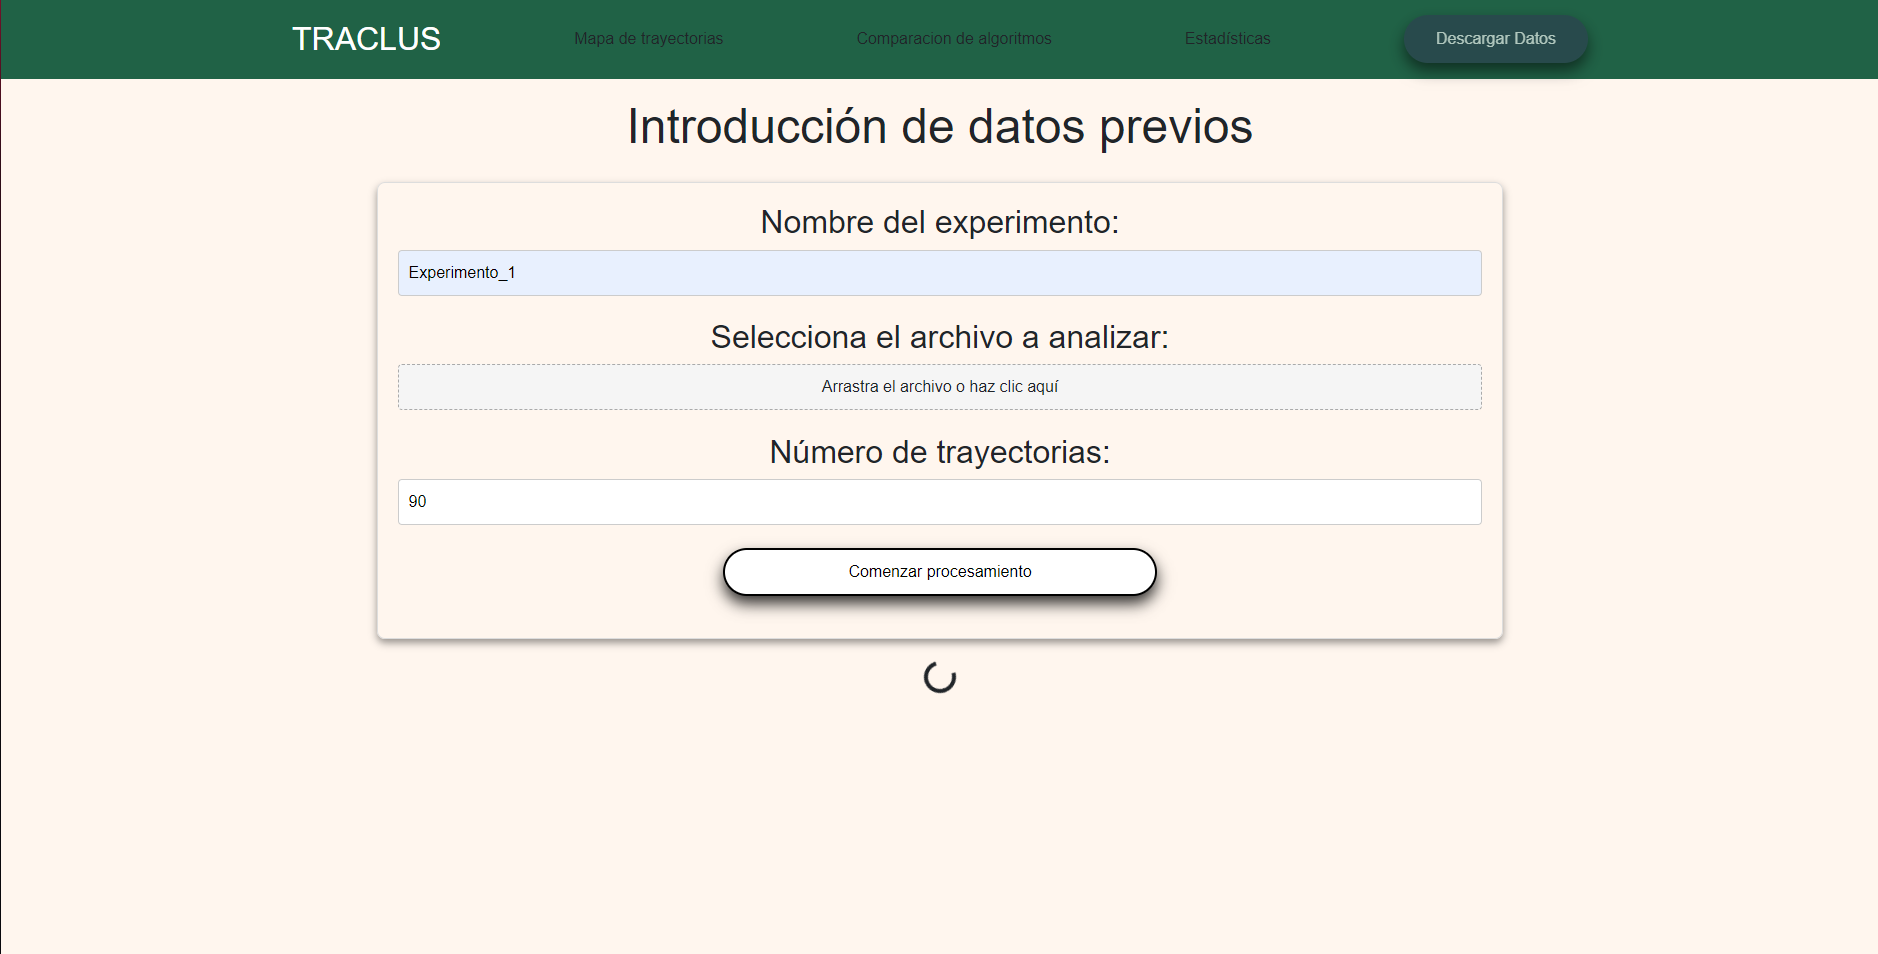 TRACLUS
Mapa de trayectorias
Comparacion de algoritmos
Estadísticas
Descargar Datos
Introducción de datos previos
Nombre del experimento:
Experimento_1
Selecciona el archivo a analizar:
Arrastra el archivo o haz clic aquí
Número de trayectorias:
90
Comenzar procesamiento